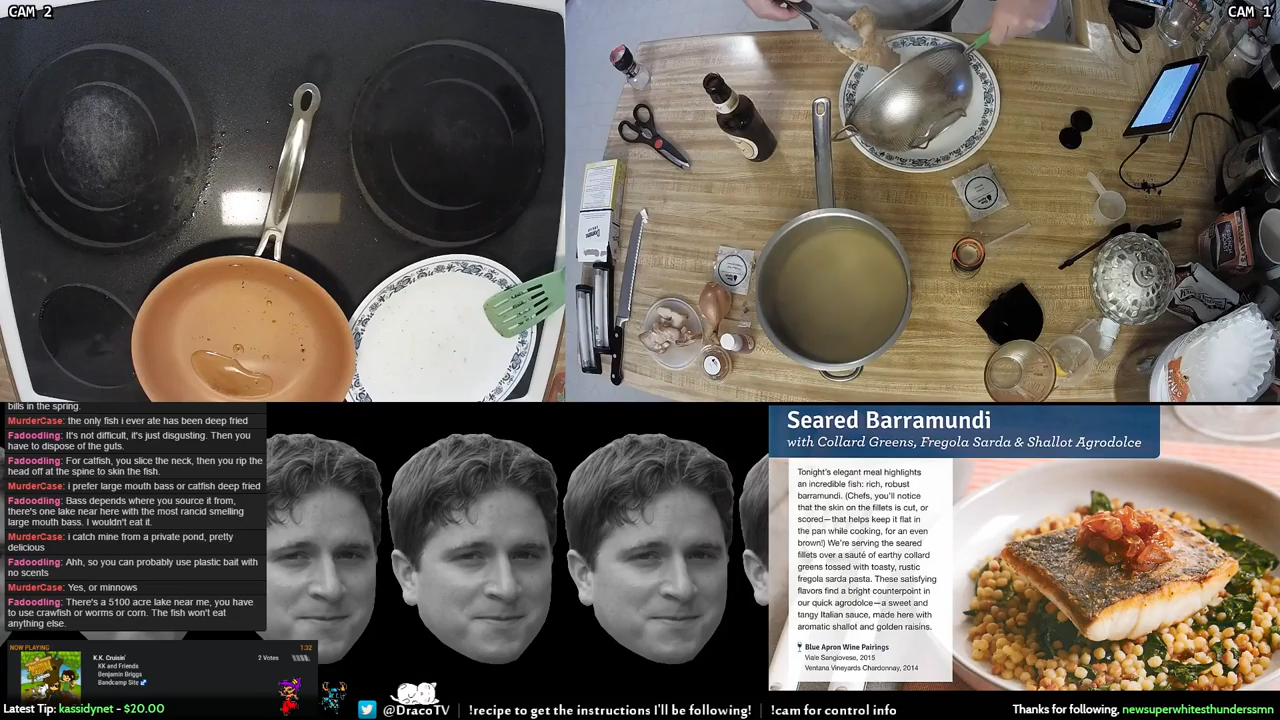 CAM 2
CAM 1
bills in the spring.
MurderCase: the only fish i ever ate has been deep fried
Fadoodling: It's not difficult, it's just disgusting. Then you
have to dispose of the guts.
Fadoodling: For catfish, you slice the neck, then you rip the
head off at the spine to skin the fish.
MurderCase: i prefer large mouth bass or catfish deep fried
Fadoodling: Bass depends where you source it from,
there's one lake near here with the most rancid smelling
large mouth bass. I wouldn't eat it.
MurderCase: i catch mine from a private pond, pretty
delicious
Fadoodling: Ahh, so you can probably use plastic bait with
no scents
MurderCase: Yes, or minnows
Fadoodling: There's a 5100 acre lake near me, you have
to use crawfish or worms or corn. The fish won't eat
anything else.
NOW PLAYING
1:32
K.K. Cruisin'
2 Votes
KK and Friends
Benjamin Briggs
Bandcamp Site
Seared Barramundi
with Collard Greens, Fregola Sarda & Shallot Agrodolce
Tonight's elegant meal highlights
an incredible fish: rich, robust
barramundi. (Chefs, you'll notice
that the skin on the fillets is cut, or
scored—that helps keep it flat in
the pan while cooking, for an even
brown!) We're serving the seared
fillets over a sauté of earthy collard
greens tossed with toasty, rustic
fregola sarda pasta. These satisfying
flavors find a bright counterpoint in
our quick agrodolce—a sweet and
tangy Italian sauce, made here with
aromatic shallot and golden raisins.
Blue Apron Wine Pairings
Viale Sangiovese, 2015
Ventana Vineyards Chardonnay, 2014
Latest Tip: kassidynet - $20.00
@DracoTV
!recipe to get the instructions I'll be following!
!cam for control info
Thanks for following, newsuperwhitesthunderssmn